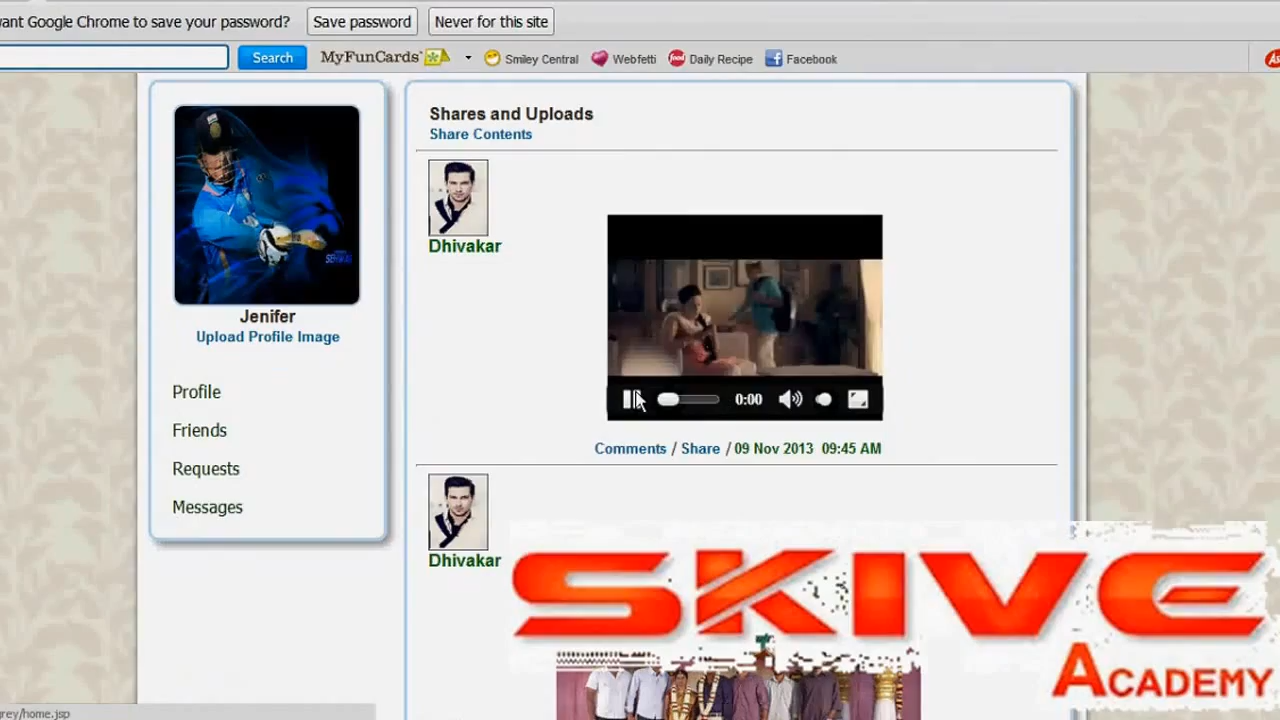 want Google Chrome to save your password? Save password Never for this site
Search MyFunCards Smiley Central Webfetti Daily Recipe Facebook
Shares and Uploads
Share Contents
Dhivakar
Jenifer
Upload Profile Image
Profile
Friends
Requests
Messages
0:00
Comments / Share / 09 Nov 2013 09:45 AM
Dhivakar
SKIVE
ACADEMY
grey/home.jsp